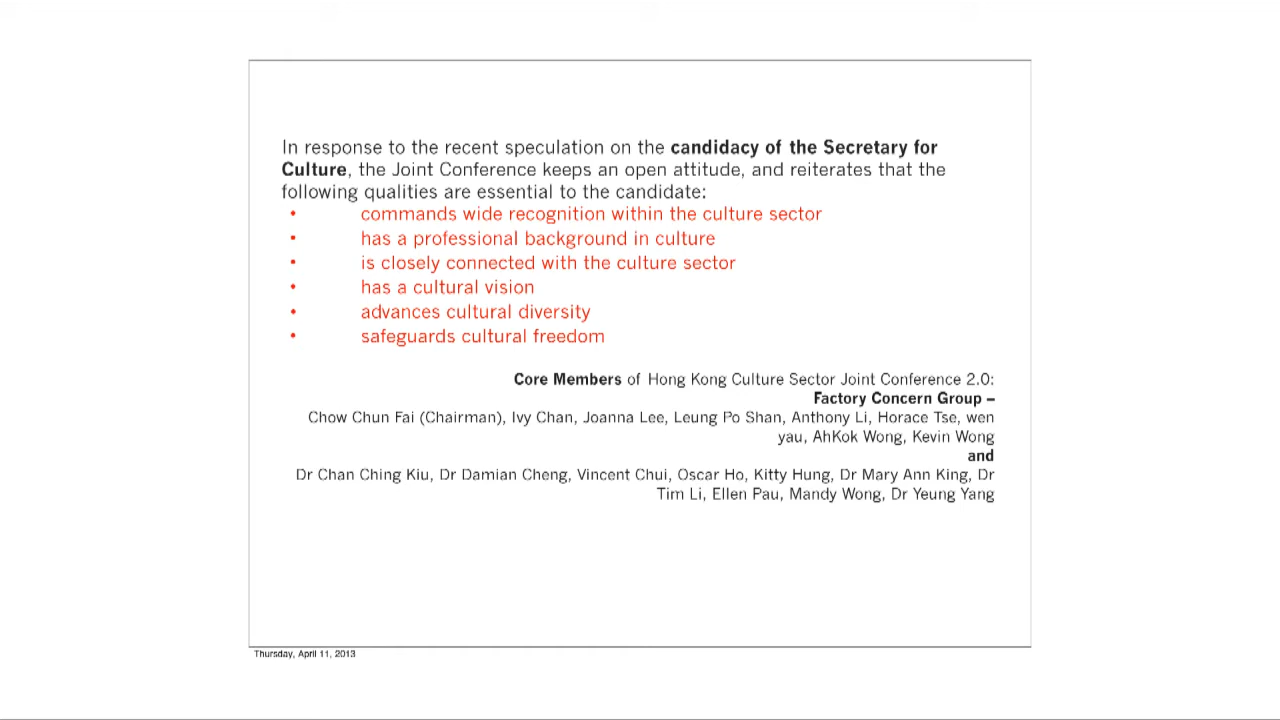 In response to the recent speculation on the candidacy of the Secretary for
Culture, the Joint Conference keeps an open attitude, and reiterates that the
following qualities are essential to the candidate:
• commands wide recognition within the culture sector
• has a professional background in culture
• is closely connected with the culture sector
• has a cultural vision
• advances cultural diversity
• safeguards cultural freedom
Core Members of Hong Kong Culture Sector Joint Conference 2.0:
Factory Concern Group –
Chow Chun Fai (Chairman), Ivy Chan, Joanna Lee, Leung Po Shan, Anthony Li, Horace Tse, wen
yau, AhKok Wong, Kevin Wong
and
Dr Chan Ching Kiu, Dr Damian Cheng, Vincent Chui, Oscar Ho, Kitty Hung, Dr Mary Ann King, Dr
Tim Li, Ellen Pau, Mandy Wong, Dr Yeung Yang
Thursday, April 11, 2013